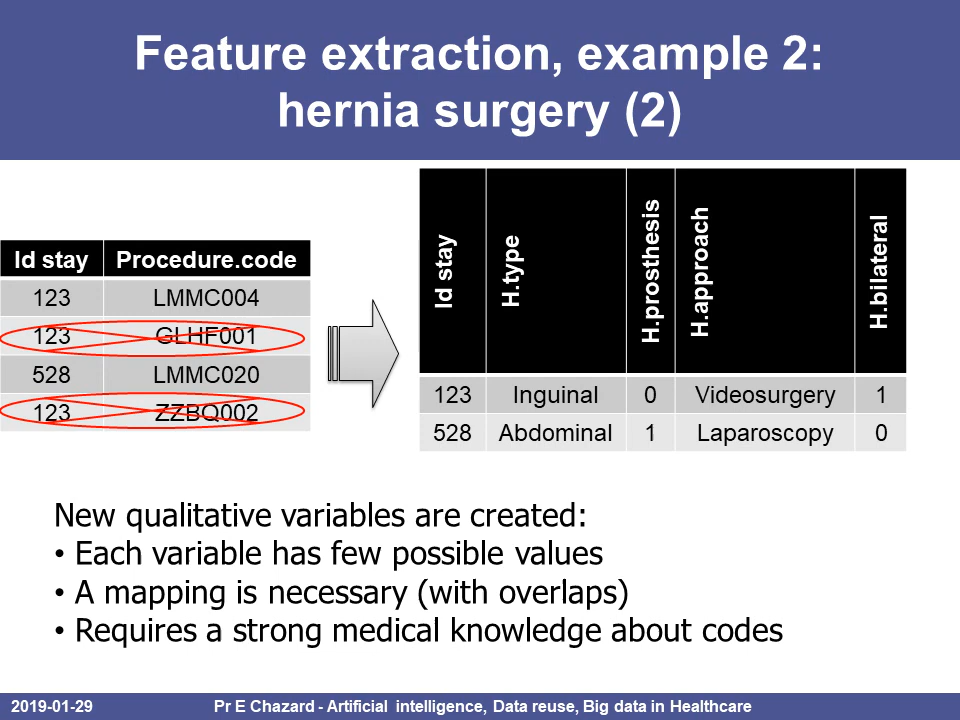 Feature extraction, example 2:
hernia surgery (2)
Id stay Procedure.code
123 LMMC004
123 GLHF001
528 LMMC020
123 ZZBQ002
Id stay H.type H.prosthesis H.approach H.bilateral
123 Inguinal 0 Videosurgery 1
528 Abdominal 1 Laparoscopy 0
New qualitative variables are created:
• Each variable has few possible values
• A mapping is necessary (with overlaps)
• Requires a strong medical knowledge about codes
2019-01-29 Pr E Chazard - Artificial intelligence, Data reuse, Big data in Healthcare